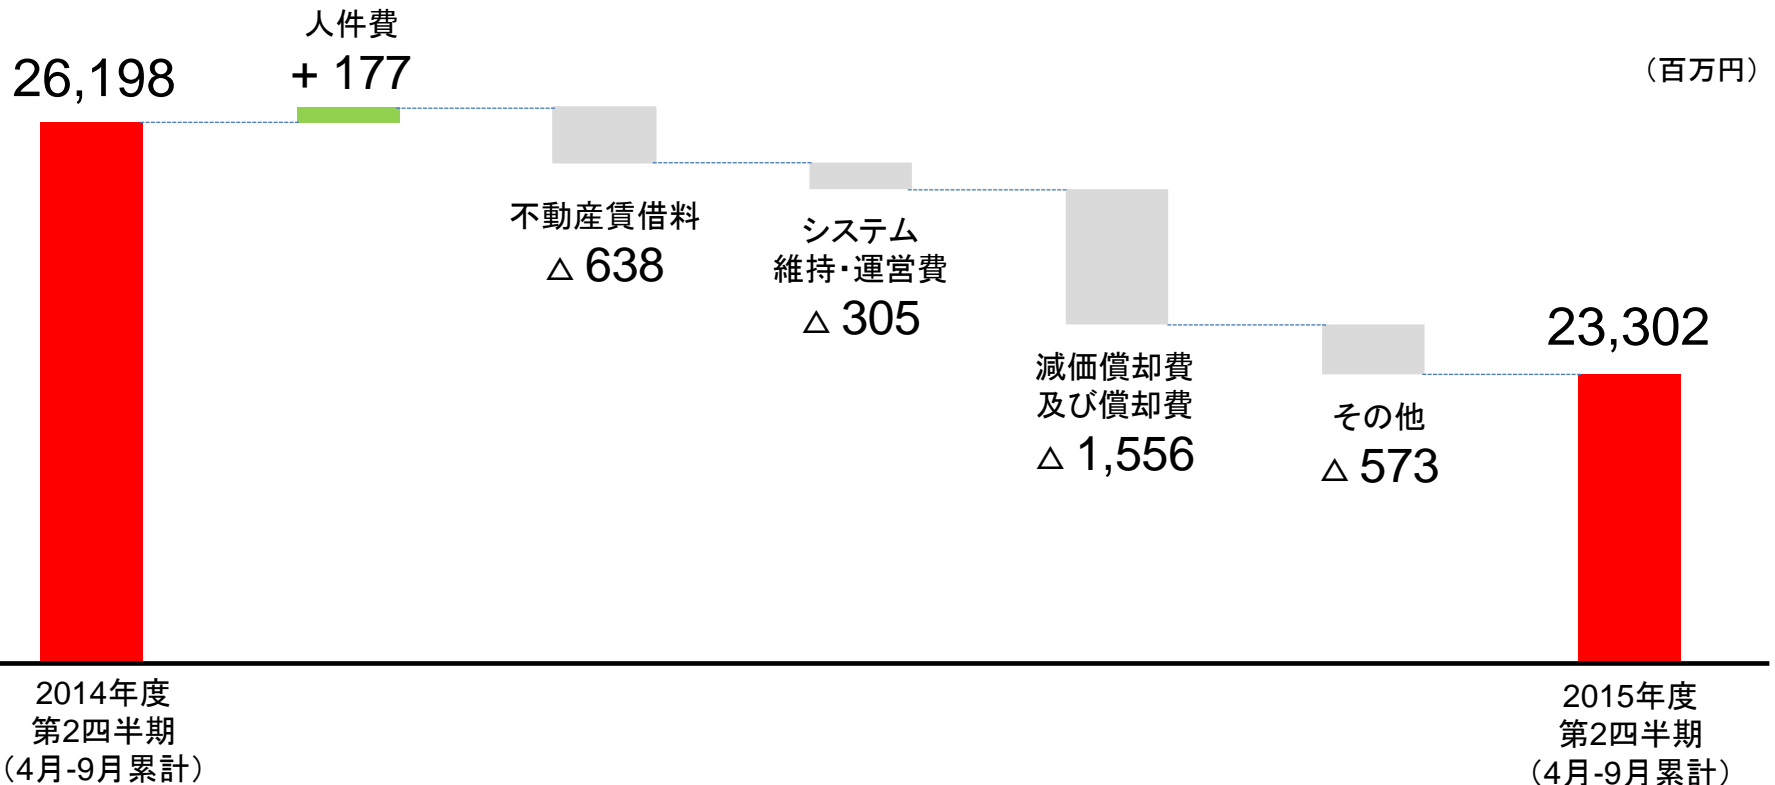 人件費
+ 177
26,198
（百万円）
不動産賃借料
△ 638
システム
維持・運営費
△ 305
減価償却費
及び償却費
△ 1,556
その他
△ 573
23,302
2014年度
第2四半期
（4月-9月累計）
2015年度
第2四半期
（4月-9月累計）